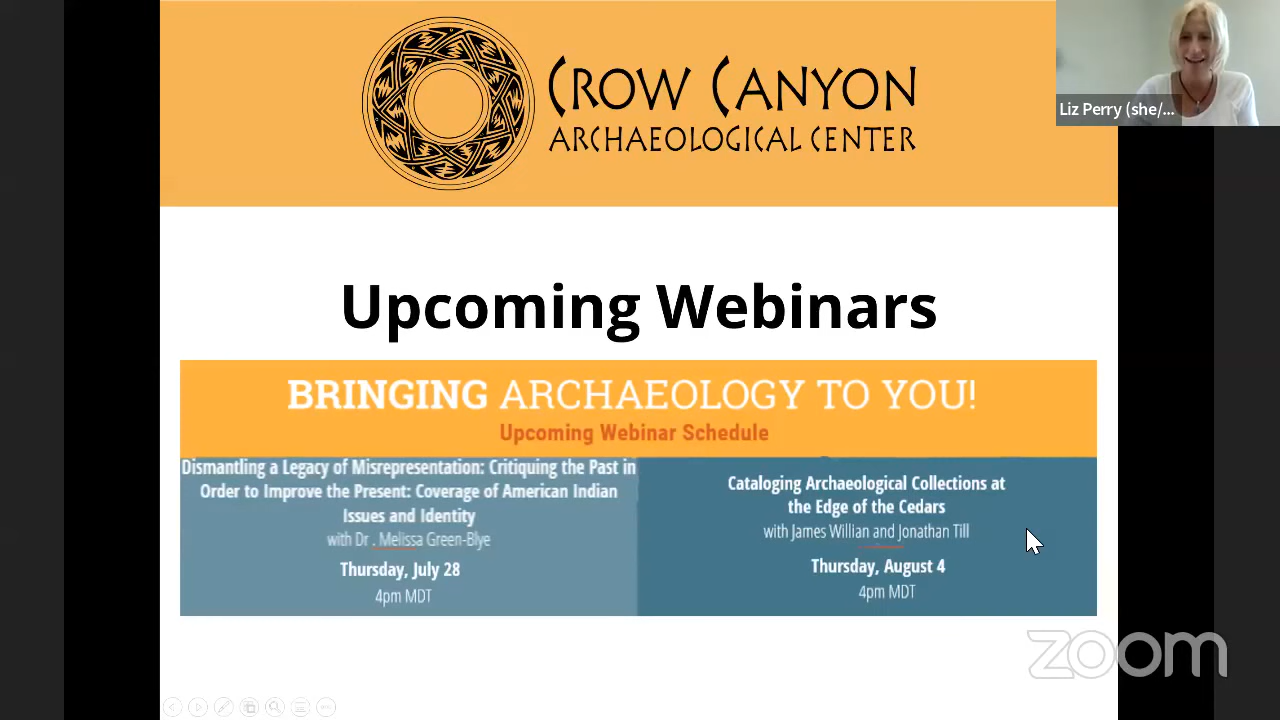 CROW CANYON
ARCHAEOLOGICAL CENTER
Liz Perry (she/...
Upcoming Webinars
BRINGING ARCHAEOLOGY TO YOU!
Upcoming Webinar Schedule
Dismantling a Legacy of Misrepresentation: Critiquing the Past in
Order to Improve the Present: Coverage of American Indian
Issues and Identity
with Dr . Melissa Green-Blye
Thursday, July 28
4pm MDT
Cataloging Archaeological Collections at
the Edge of the Cedars
with James Willian and Jonathan Till
Thursday, August 4
4pm MDT
zoom